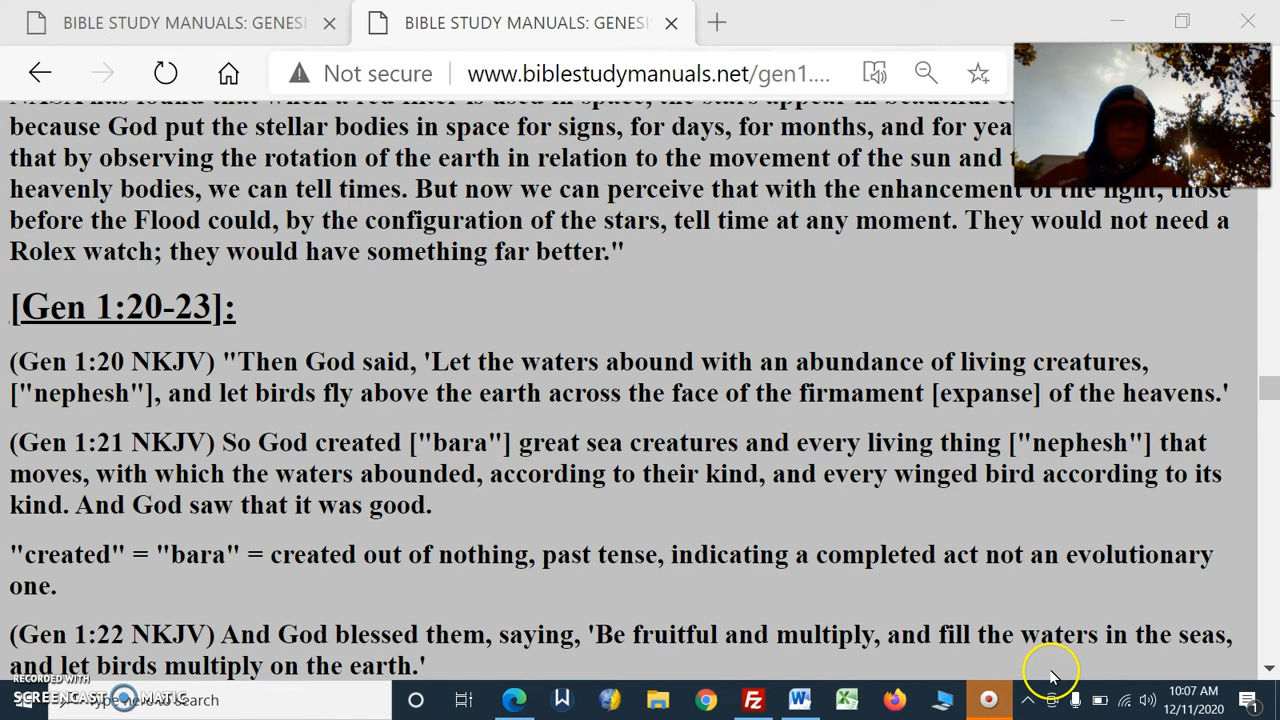 BIBLE STUDY MANUALS: GENESI
BIBLE STUDY MANUALS: GENESI
Not secure
www.biblestudymanuals.net/gen1....
because God put the stellar bodies in space for signs, for days, for months, and for yea
that by observing the rotation of the earth in relation to the movement of the sun and
heavenly bodies, we can tell times. But now we can perceive that with the enhancement of the light, those
before the Flood could, by the configuration of the stars, tell time at any moment. They would not need a
Rolex watch; they would have something far better."
[Gen 1:20-23]:
(Gen 1:20 NKJV) "Then God said, 'Let the waters abound with an abundance of living creatures,
["nephesh"], and let birds fly above the earth across the face of the firmament [expanse] of the heavens.'
(Gen 1:21 NKJV) So God created ["bara"] great sea creatures and every living thing ["nephesh"] that
moves, with which the waters abounded, according to their kind, and every winged bird according to its
kind. And God saw that it was good.
"created" = "bara" = created out of nothing, past tense, indicating a completed act not an evolutionary
one.
(Gen 1:22 NKJV) And God blessed them, saying, 'Be fruitful and multiply, and fill the waters in the seas,
and let birds multiply on the earth.'
RECORDED WITH
SCREENCAST MATIC
Type here to search
10:07 AM
12/11/2020
1